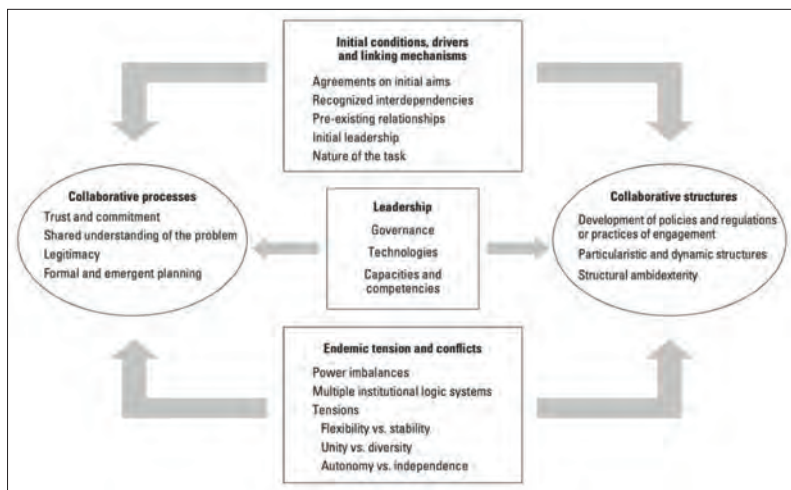 Initial conditions, drivers
and linking mechanisms
Agreements on initial aims
Recognized interdependencies
Pre-existing relationships
Initial leadership
Nature of the task
Collaborative processes
Trust and commitment
Shared understanding of the problem
Legitimacy
Formal and emergent planning
Leadership
Governance
Technologies
Capacities and
competencies
Collaborative structures
Development of policies and regulations
or practices of engagement
Particularistic and dynamic structures
Structural ambidexterity
Endemic tension and conflicts
Power imbalances
Multiple institutional logic systems
Tensions
Flexibility vs. stability
Unity vs. diversity
Autonomy vs. independence